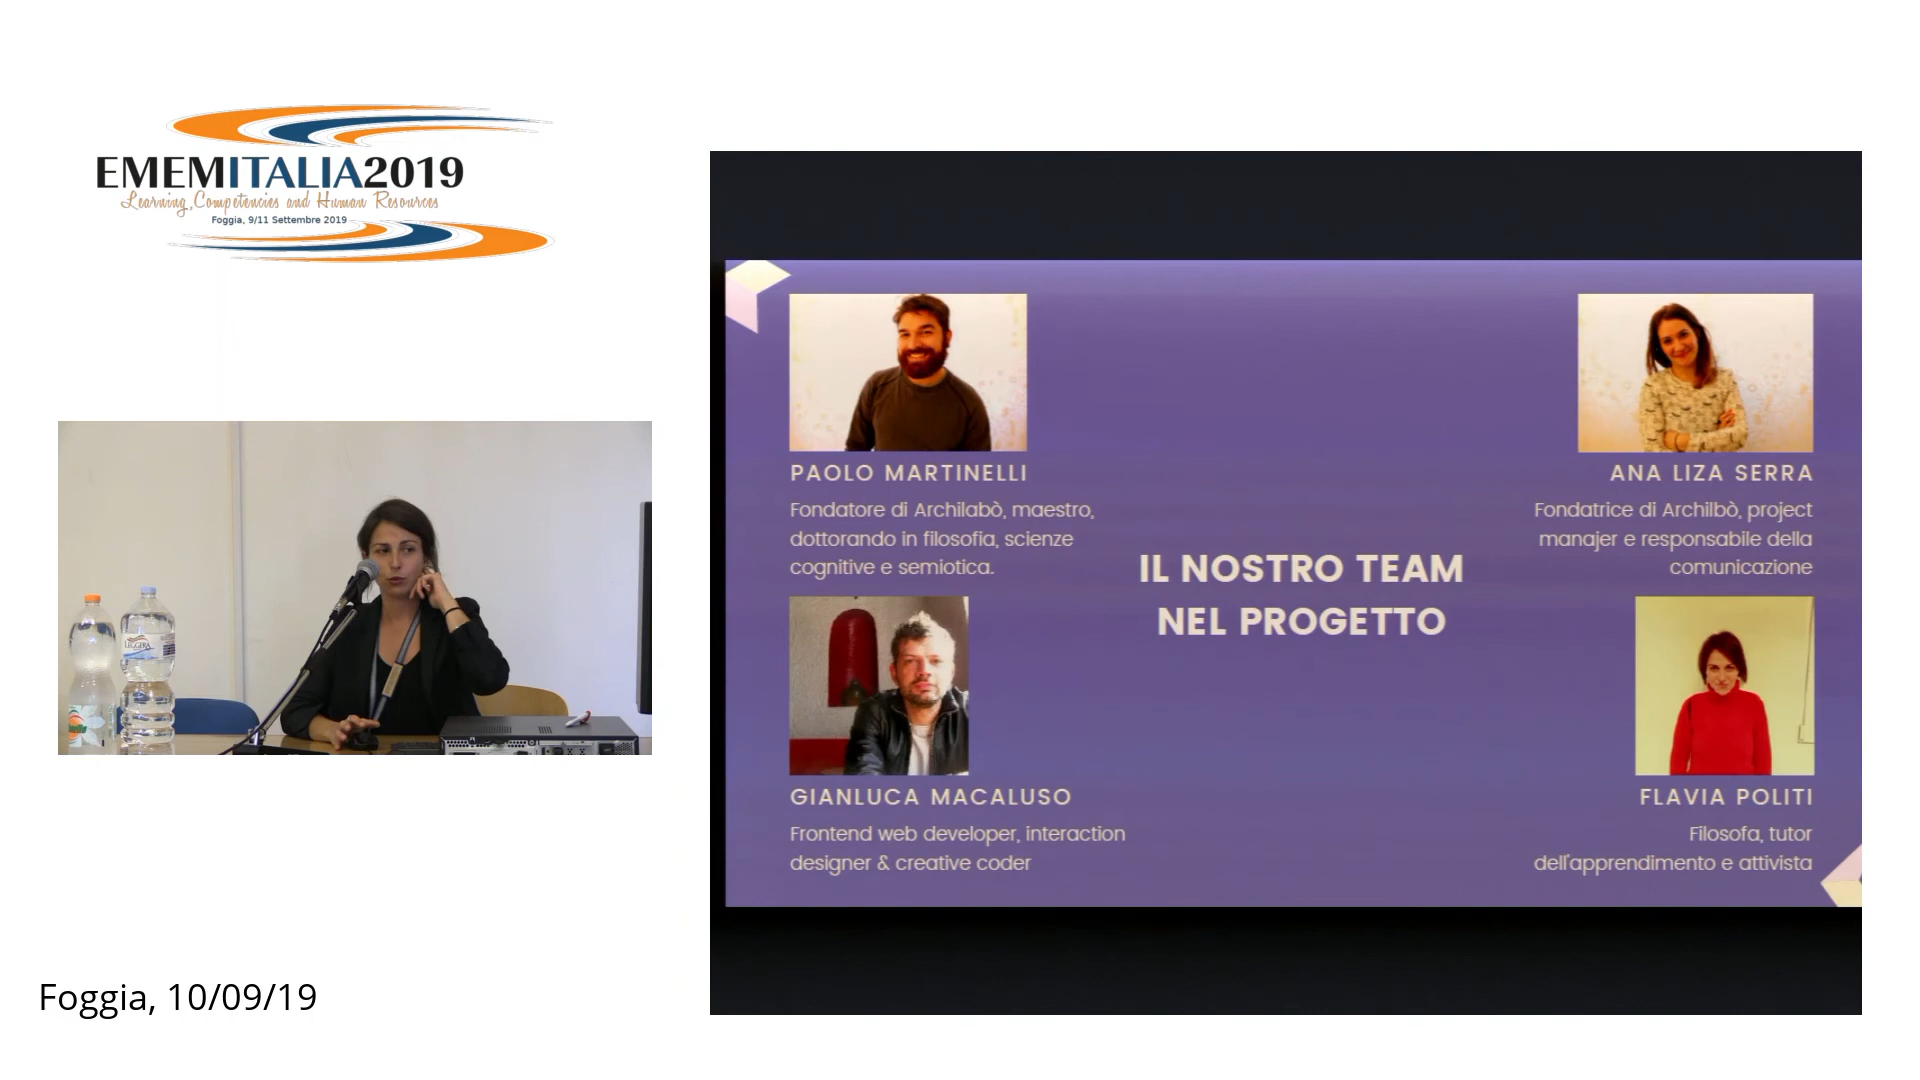 EMEMITALIA2019
Learning, Competencies and Human Resources
Foggia, 9/11 Settembre 2019
LEGGERA
Foggia, 10/09/19
PAOLO MARTINELLI
Fondatore di Archilabò, maestro,
dottorando in filosofia, scienze
cognitive e semiotica.
ANA LIZA SERRA
Fondatrice di Archilbò, project
manajer e responsabile della
comunicazione
IL NOSTRO TEAM
NEL PROGETTO
GIANLUCA MACALUSO
Frontend web developer, interaction
designer & creative coder
FLAVIA POLITI
Filosofa, tutor
dell'apprendimento e attivista